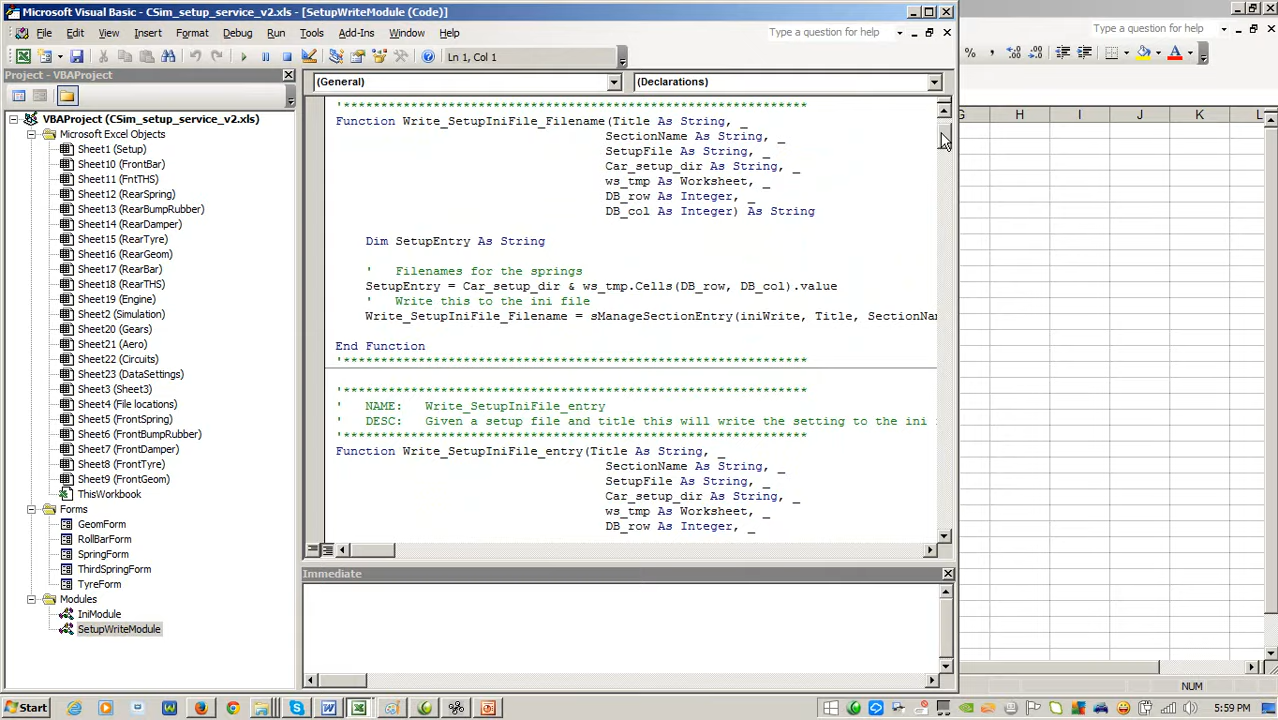 Microsoft Visual Basic - CSim_setup_service_v2.xls - [SetupWriteModule (Code)]
File Edit View Insert Format Debug Run Tools Add-Ins Window Help
Type a question for help
Type a question for help
Ln 1, Col 1
Project - VBAProject
(General)
(Declarations)
VBAProject (CSim_setup_service_v2.xls)
Microsoft Excel Objects
Sheet1 (Setup)
Sheet10 (FrontBar)
Sheet11 (FntTHS)
Sheet12 (RearSpring)
Sheet13 (RearBumpRubber)
Sheet14 (RearDamper)
Sheet15 (RearTyre)
Sheet16 (RearGeom)
Sheet17 (RearBar)
Sheet18 (RearTHS)
Sheet19 (Engine)
Sheet2 (Simulation)
Sheet20 (Gears)
Sheet21 (Aero)
Sheet22 (Circuits)
Sheet23 (DataSettings)
Sheet3 (Sheet3)
Sheet4 (File locations)
Sheet5 (FrontSpring)
Sheet6 (FrontBumpRubber)
Sheet7 (FrontDamper)
Sheet8 (FrontTyre)
Sheet9 (FrontGeom)
ThisWorkbook
Forms
GeomForm
RollBarForm
SpringForm
ThirdSpringForm
TyreForm
Modules
IniModule
SetupWriteModule
'***************************************************************
Function Write_SetupIniFile_Filename(Title As String, _
SectionName As String, _
SetupFile As String, _
Car_setup_dir As String, _
ws_tmp As Worksheet, _
DB_row As Integer, _
DB_col As Integer) As String
Dim SetupEntry As String
' Filenames for the springs
SetupEntry = Car_setup_dir & ws_tmp.Cells(DB_row, DB_col).value
' Write this to the ini file
Write_SetupIniFile_Filename = sManageSectionEntry(iniWrite, Title, SectionNa
End Function
'***************************************************************
'***************************************************************
' NAME: Write_SetupIniFile_entry
' DESC: Given a setup file and title this will write the setting to the ini
'***************************************************************
Function Write_SetupIniFile_entry(Title As String, _
SectionName As String, _
SetupFile As String, _
Car_setup_dir As String, _
ws_tmp As Worksheet, _
DB_row As Integer, _
Immediate
G H I J K L
NUM
Start
5:59 PM